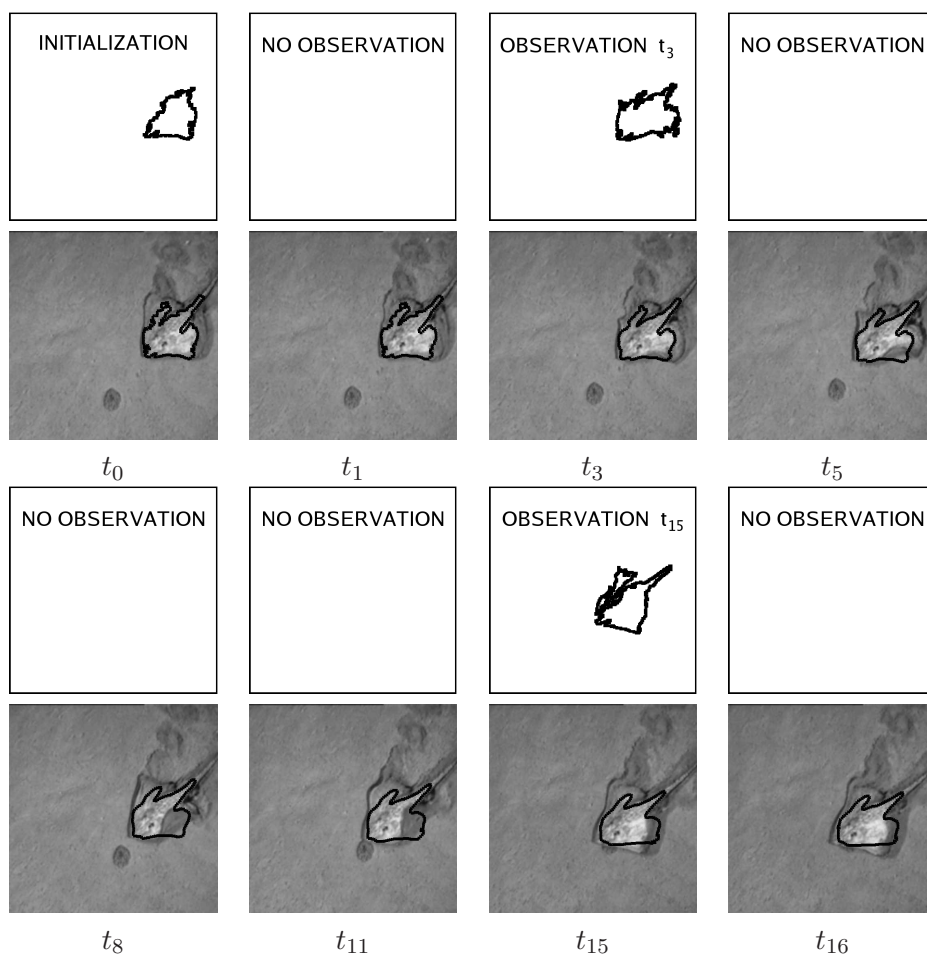 INITIALIZATION NO OBSERVATION OBSERVATION t₃ NO OBSERVATION
t₀ t₁ t₃ t₅
NO OBSERVATION NO OBSERVATION OBSERVATION t₁₅ NO OBSERVATION
t₈ t₁₁ t₁₅ t₁₆